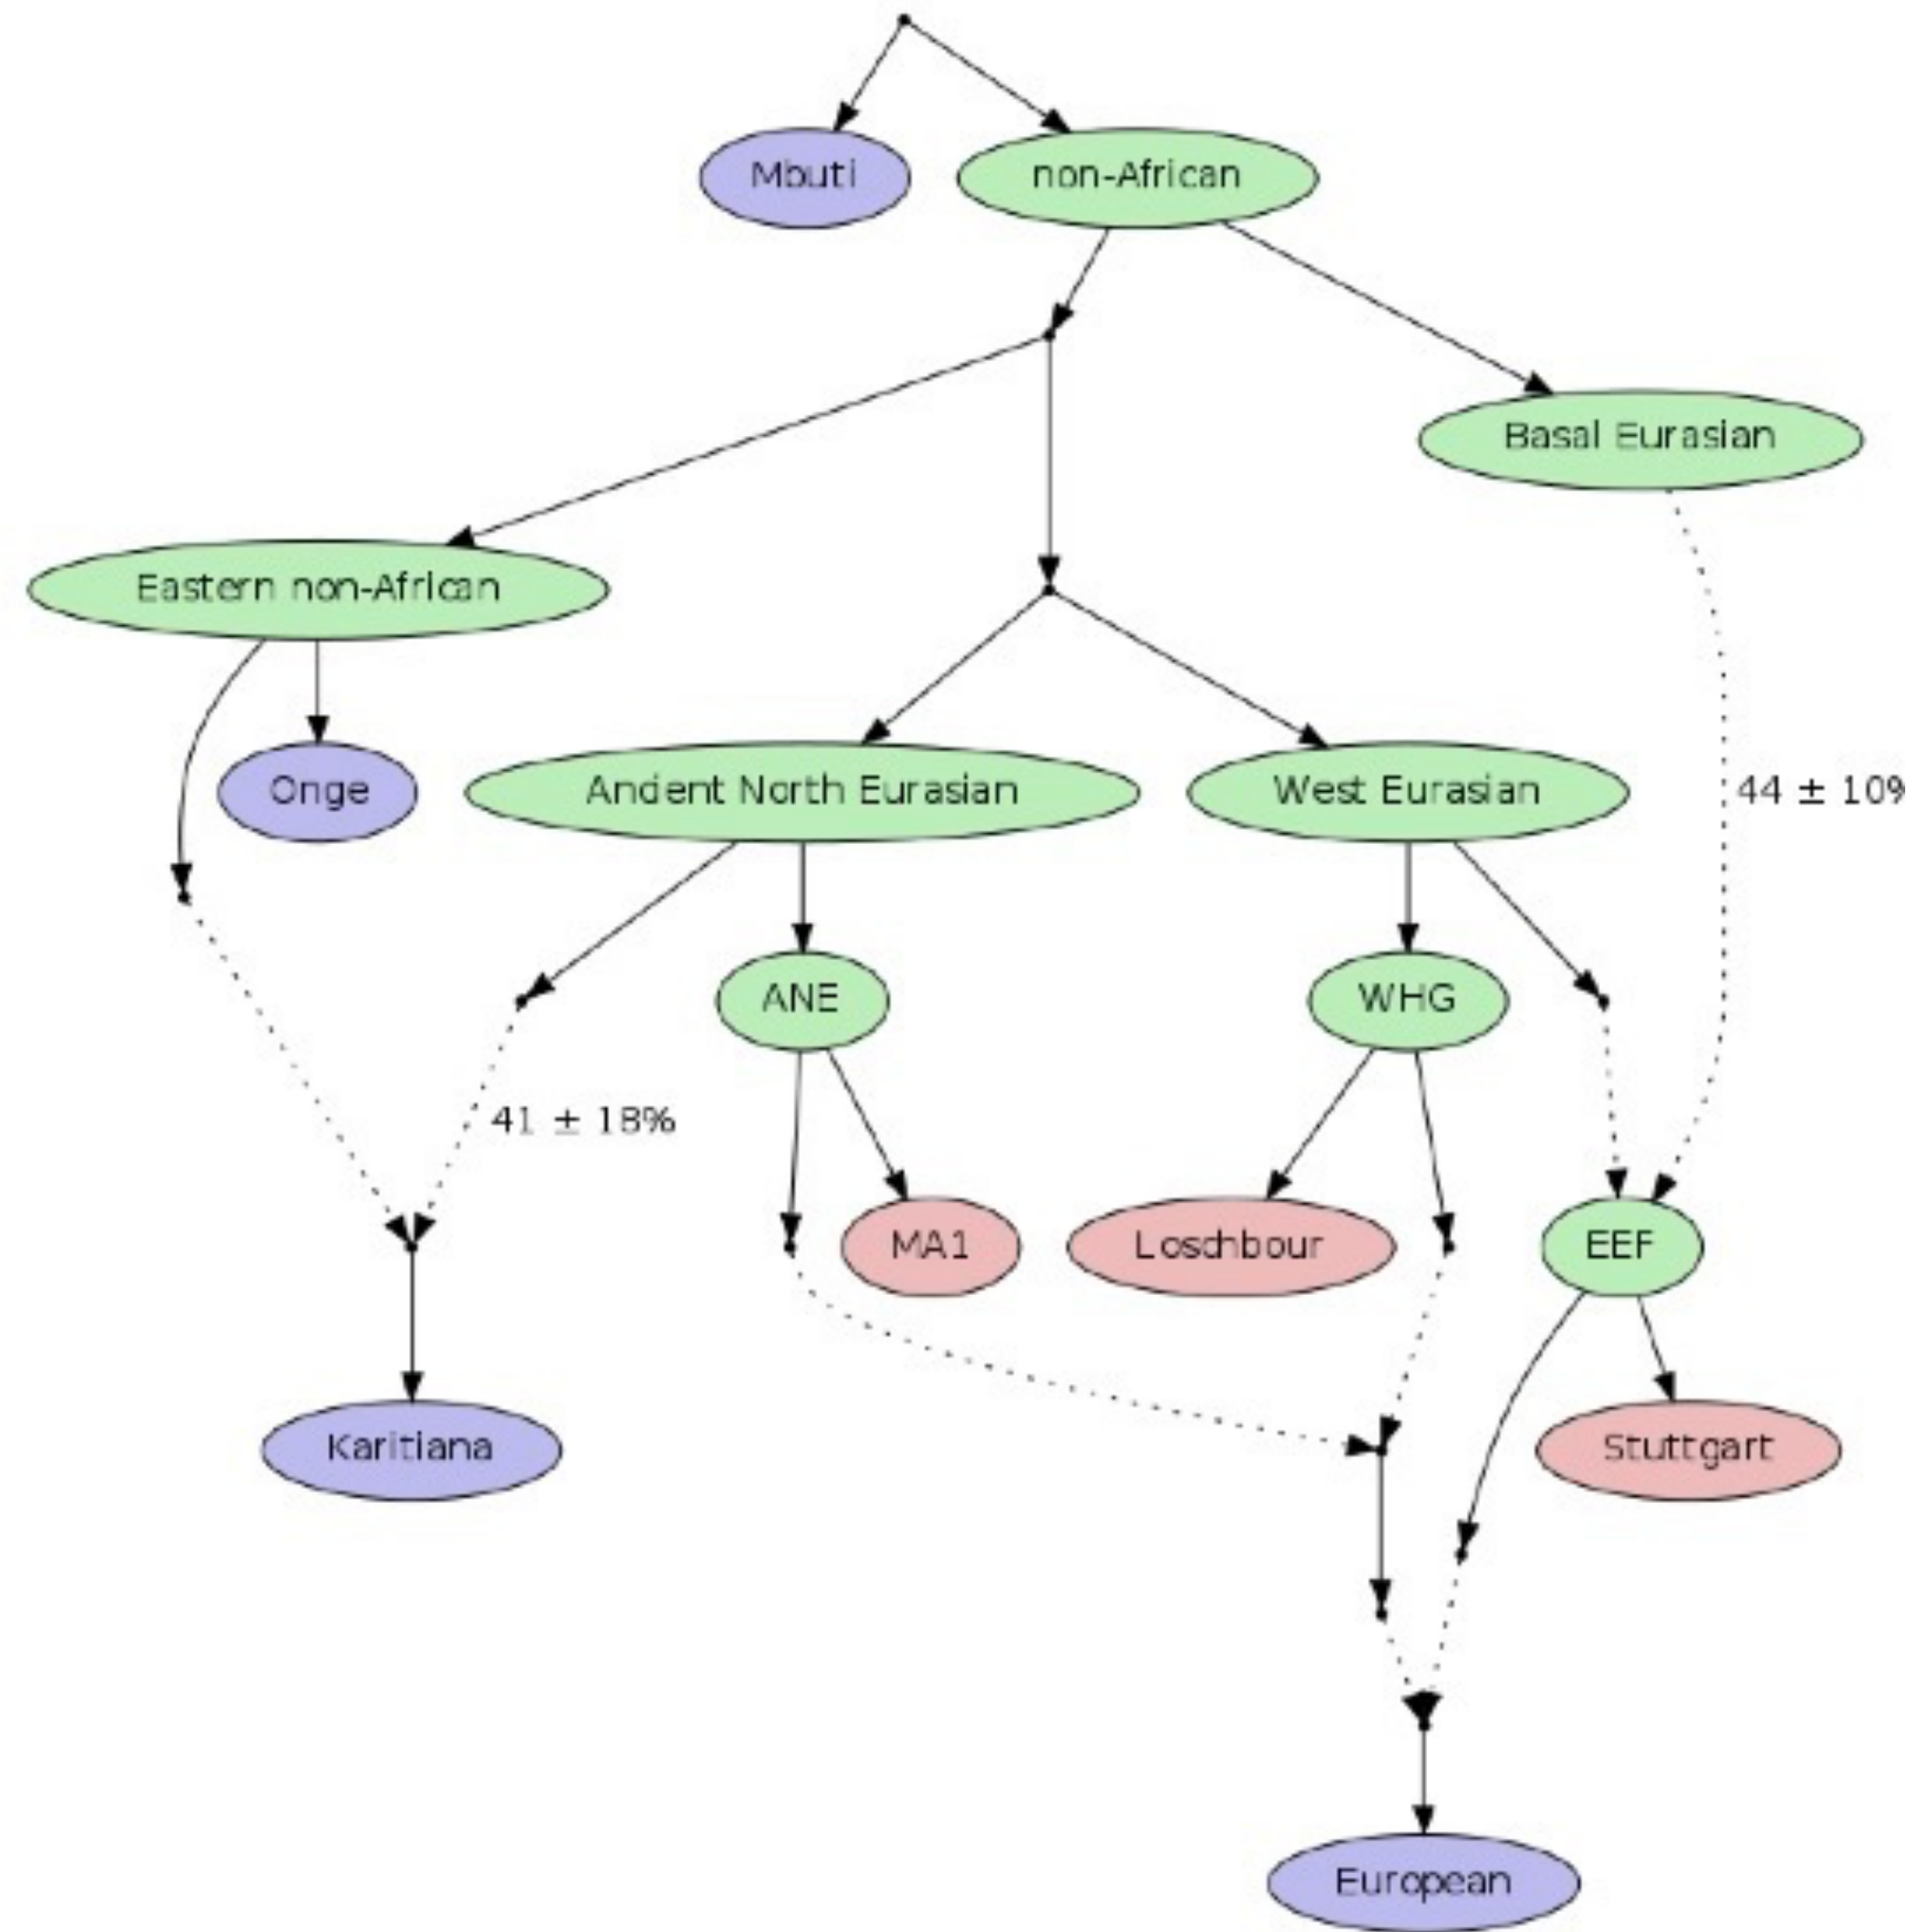 Mbuti
non-African
Basal Eurasian
Eastern non-African
Onge
Ancient North Eurasian
West Eurasian
44 ± 10%
ANE
WHG
41 ± 18%
MA1
Loschbour
EEF
Karitiana
Stuttgart
European